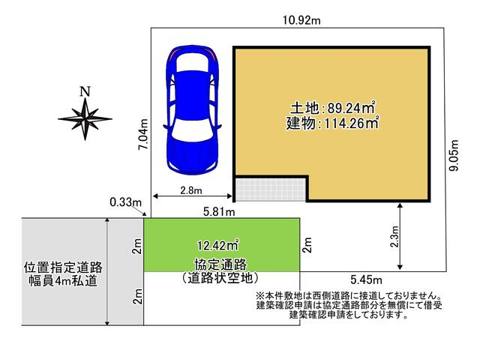 10.92m
N
7.04m
土地:89.24㎡
建物:114.26㎡
9.05m
2.8m
0.33m
5.81m
2.3m
位置指定道路
幅員4m私道
2m
2m
12.42㎡
協定通路
(道路状空地)
2m
5.45m
※本件敷地は西側道路に接道しておりません。
建築確認申請は協定通路部分を無償にて借受
建築確認申請をしております。